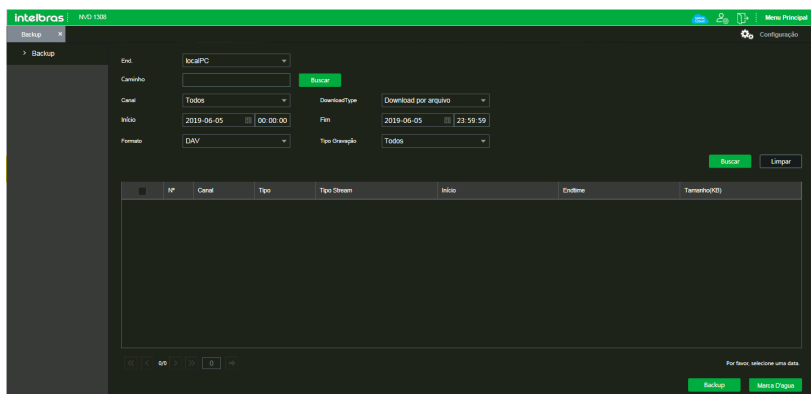 intelbras NVD 1308 Menu Principal
Backup × Configuração
> Backup
End. localPC
Caminho Buscar
Canal Todos DownloadType Download por arquivo
Início 2019-06-05 00:00:00 Fim 2019-06-05 23:59:59
Formato DAV Tipo Gravação Todos
Buscar Limpar
Nº Canal Tipo Tipo Stream Início Endtime Tamanho(KB)
0/0 0
Por favor, selecione uma data.
Backup Marca D'agua